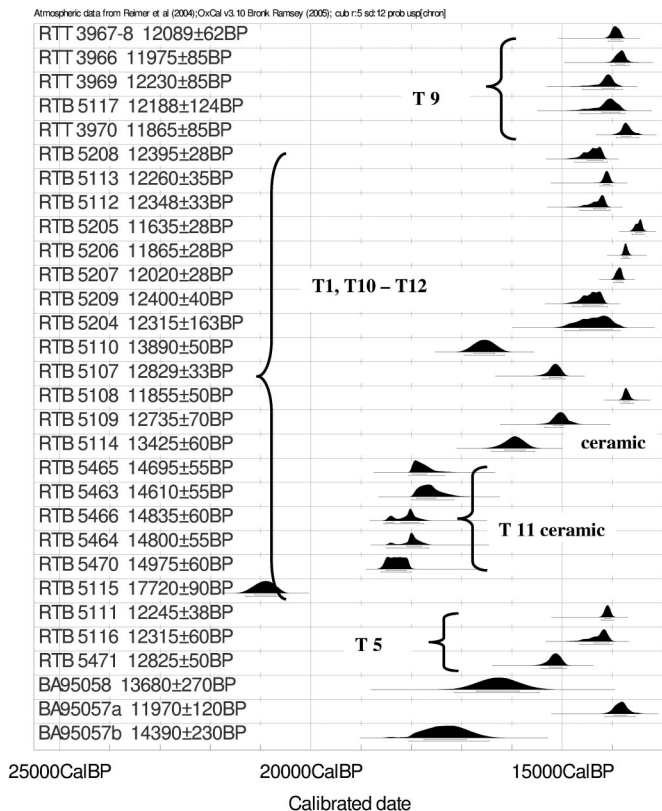 Atmospheric data from Reimer et al (2004);OxCal v3.10 Bronk Ramsey (2005); cub r:5 sd:12 prob usp[chron]
RTT 3967-8 12089±62BP
RTT 3966 11975±85BP
RTT 3969 12230±85BP
T 9
RTB 5117 12188±124BP
RTT 3970 11865±85BP
RTB 5208 12395±28BP
RTB 5113 12260±35BP
RTB 5112 12348±33BP
RTB 5205 11635±28BP
RTB 5206 11865±28BP
RTB 5207 12020±28BP
T1, T10 – T12
RTB 5209 12400±40BP
RTB 5204 12315±163BP
RTB 5110 13890±50BP
RTB 5107 12829±33BP
RTB 5108 11855±50BP
RTB 5109 12735±70BP
RTB 5114 13425±60BP
ceramic
RTB 5465 14695±55BP
RTB 5463 14610±55BP
RTB 5466 14835±60BP
T 11 ceramic
RTB 5464 14800±55BP
RTB 5470 14975±60BP
RTB 5115 17720±90BP
RTB 5111 12245±38BP
RTB 5116 12315±60BP
T 5
RTB 5471 12825±50BP
BA95058 13680±270BP
BA95057a 11970±120BP
BA95057b 14390±230BP
25000CalBP 20000CalBP 15000CalBP
Calibrated date